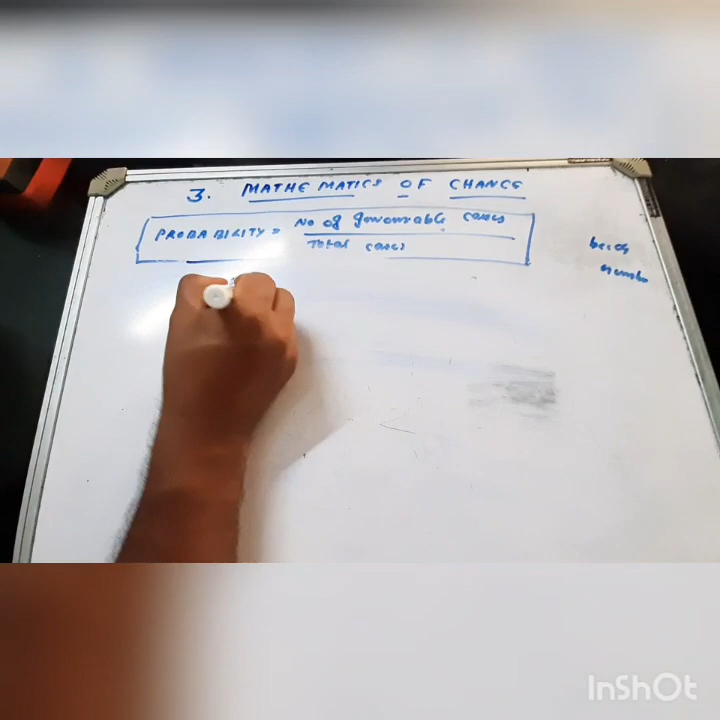 3. MATHEMATICS OF CHANCE
PROBABILITY = No of favourable cases
Total cases
InShOt